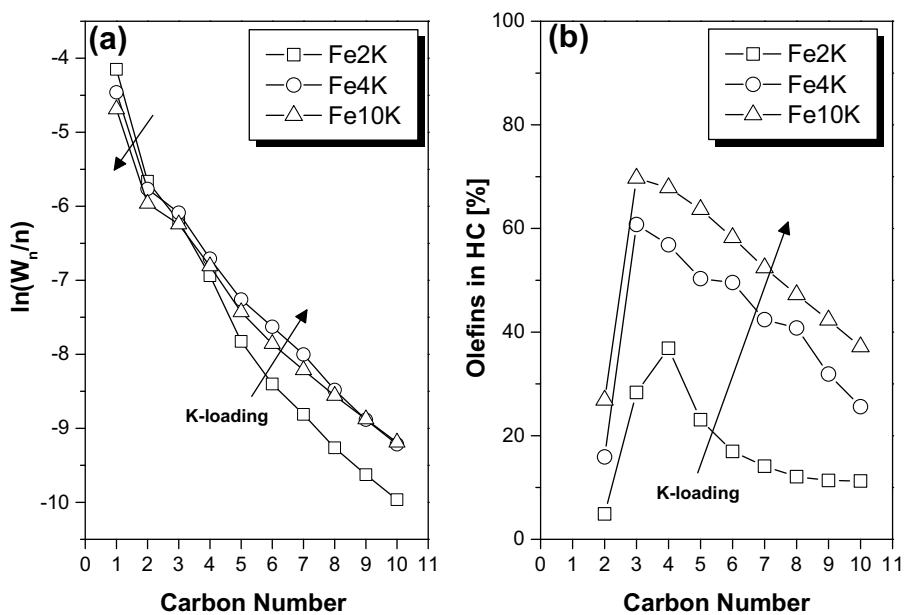 (a)
Fe2K
Fe4K
Fe10K
-4
-5
-6
-7
-8
-9
-10
ln(Wn/n)
K-loading
0 1 2 3 4 5 6 7 8 9 10 11
Carbon Number
(b)
Fe2K
Fe4K
Fe10K
100
80
60
40
20
0
Olefins in HC [%]
K-loading
0 1 2 3 4 5 6 7 8 9 10 11
Carbon Number